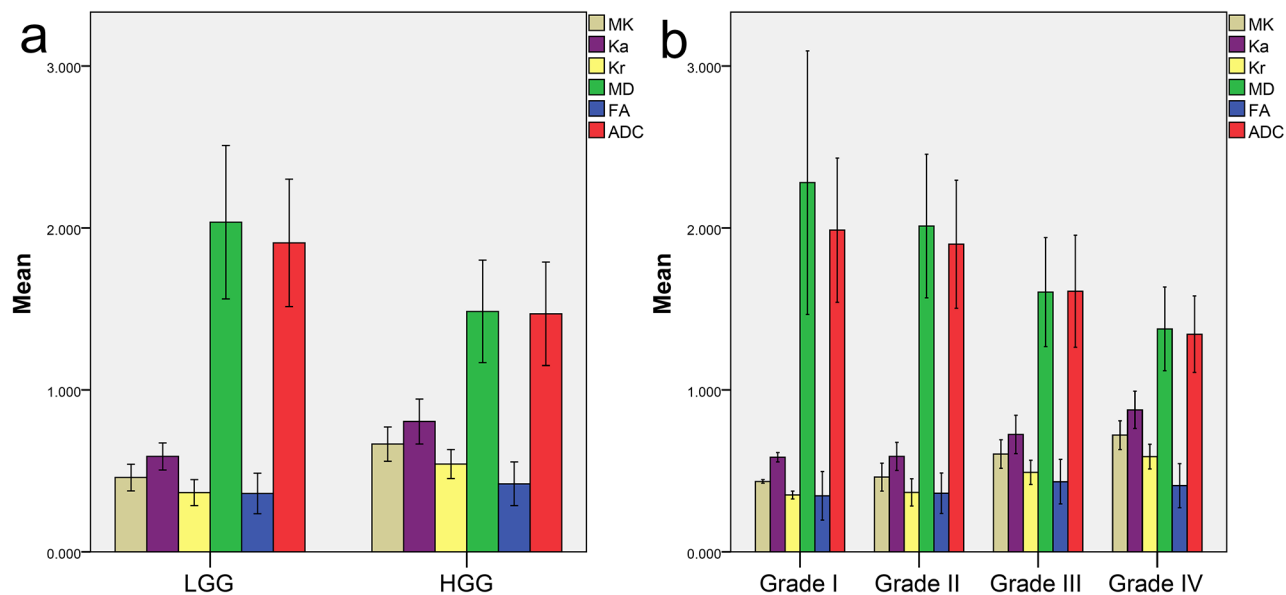 a
MK
Ka
Kr
MD
FA
ADC
3.000
2.000
1.000
0.000
Mean
LGG
HGG
b
MK
Ka
Kr
MD
FA
ADC
3.000
2.000
1.000
0.000
Mean
Grade I
Grade II
Grade III
Grade IV